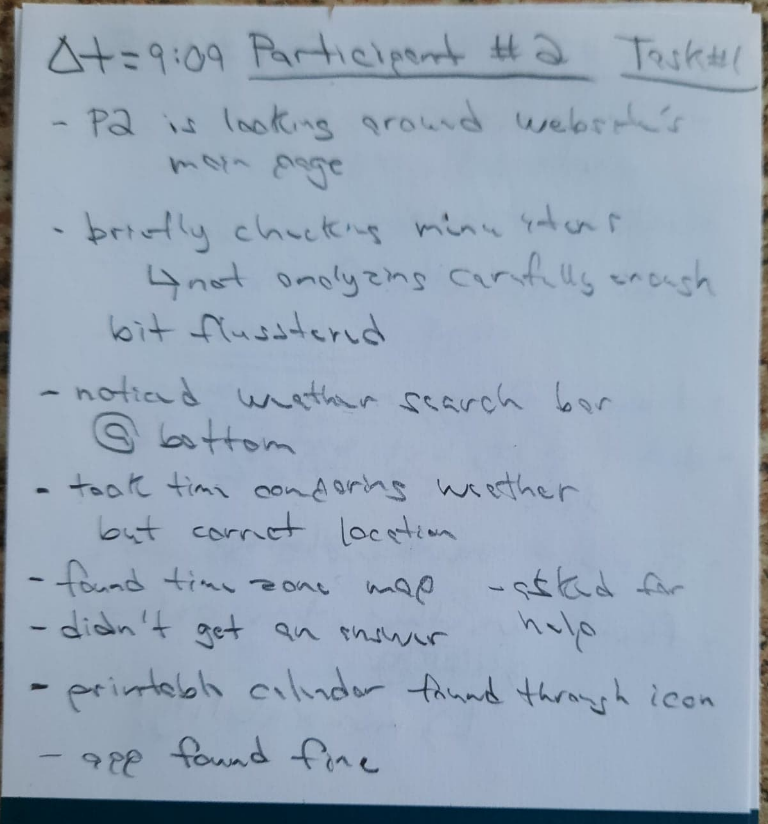 Δt=9:09 Participant #2 Task#1
- P2 is looking around website's
main page
- briefly checking menu items
↳not analyzing carefully enough
bit flusstered
- noticed weather search bar
@ bottom
- took time comparing weather
but correct location
- found time zone map - asked for
help
- didn't get an answer
- printable calendar found through icon
- app found fine